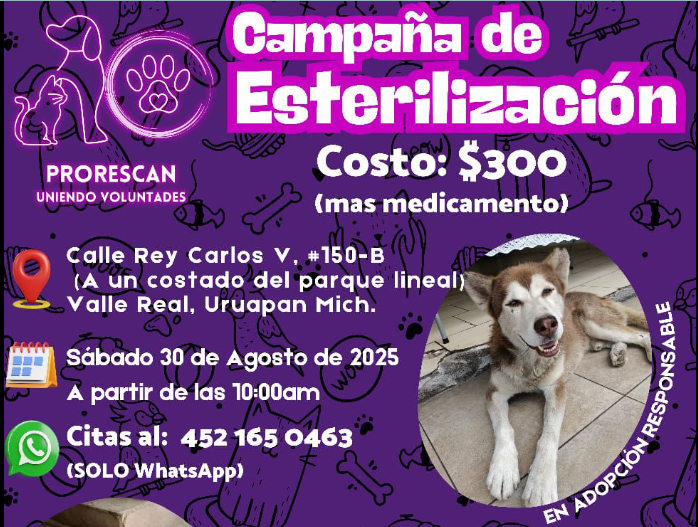 Campaña de
Esterilización
PRORESCAN
UNIENDO VOLUNTADES
Costo: $300
(mas medicamento)
Calle Rey Carlos V, #150-B
(A un costado del parque lineal)
Valle Real, Uruapan Mich.
Sábado 30 de Agosto de 2025
A partir de las 10:00am
Citas al: 452 165 0463
(SOLO WhatsApp)
EN ADOPCIÓN RESPONSABLE